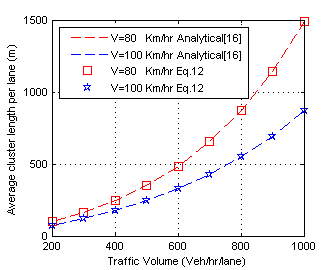 1500
1000
500
0
200
400
600
800
1000
Average cluster length per lane (m)
Traffic Volume (Veh/hr/lane)
V=80 Km/hr Analytical[16]
V=100 Km/hr Analytical[16]
V=80 Km/hr Eq.12
V=100 Km/hr Eq.12